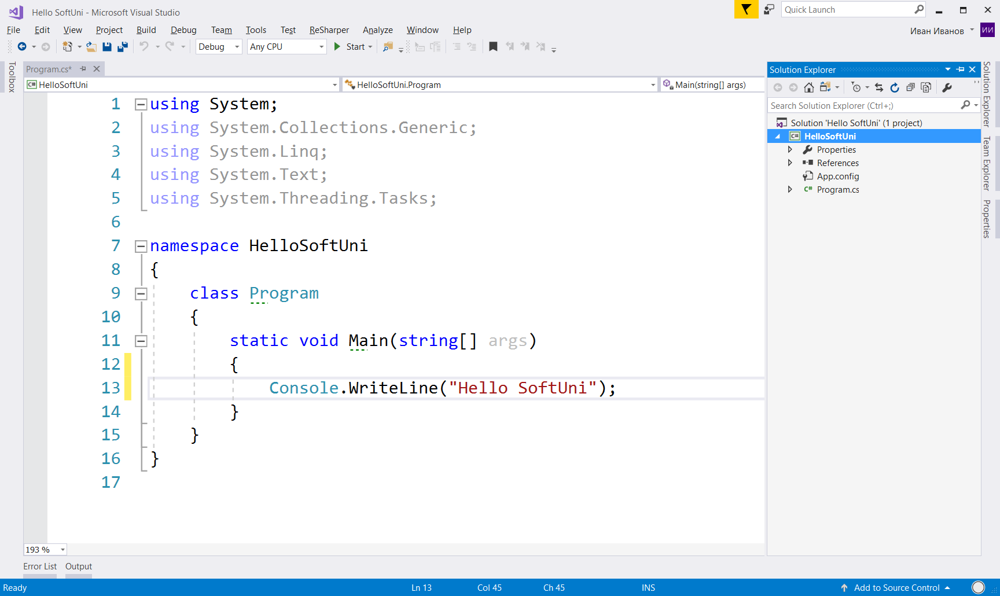 Hello SoftUni - Microsoft Visual Studio
Quick Launch
File Edit View Project Build Debug Team Tools Test ReSharper Analyze Window Help
Иван Иванов ИИ
Debug Any CPU Start
Toolbox
Program.cs*
C# HelloSoftUni HelloSoftUni.Program Main(string[] args)
1 using System;
2 using System.Collections.Generic;
3 using System.Linq;
4 using System.Text;
5 using System.Threading.Tasks;
6
7 namespace HelloSoftUni
8 {
9 class Program
10 {
11 static void Main(string[] args)
12 {
13 Console.WriteLine("Hello SoftUni");
14 }
15 }
16 }
17
193 %
Solution Explorer
Search Solution Explorer (Ctrl+;)
Solution 'Hello SoftUni' (1 project)
C# HelloSoftUni
Properties
References
App.config
C# Program.cs
Solution Explorer
Team Explorer
Properties
Error List Output
Ready Ln 13 Col 45 Ch 45 INS Add to Source Control